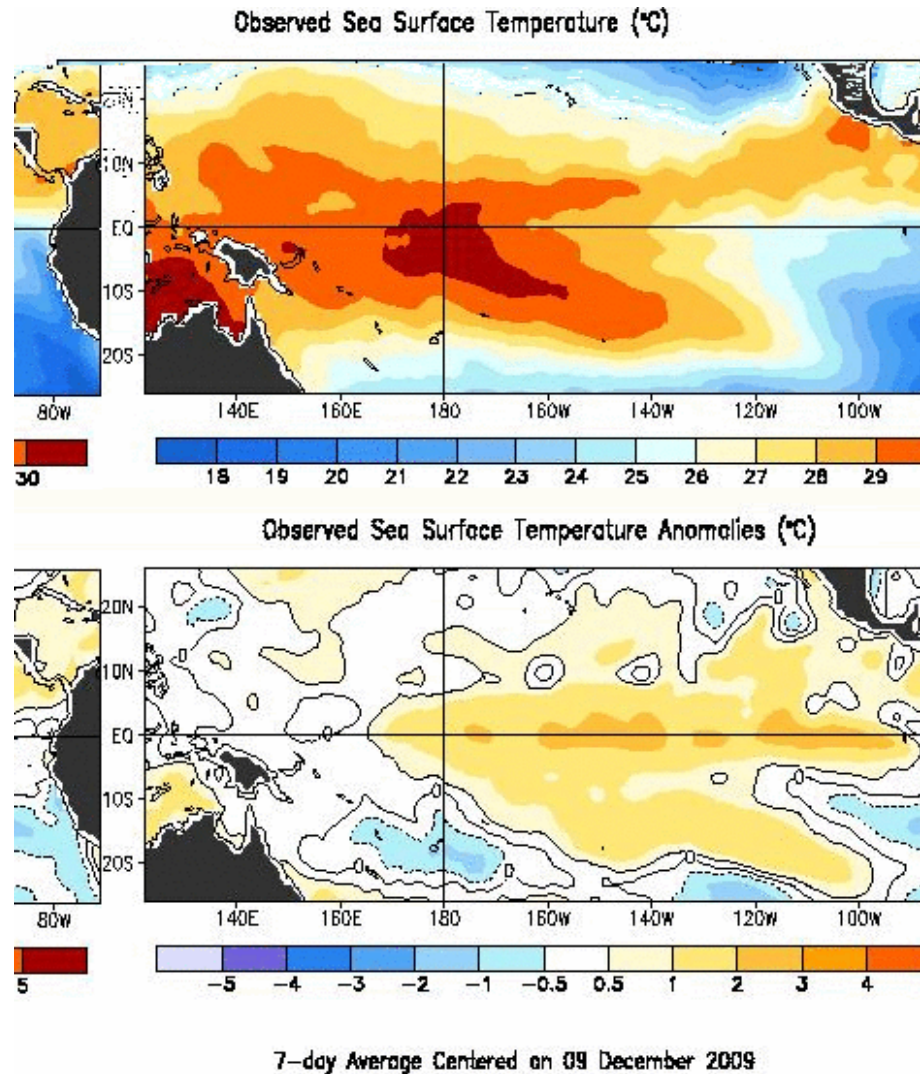 Observed Sea Surface Temperature (°C)
20N
10N
EQ
10S
20S
80W 140E 160E 180 160W 140W 120W 100W
30 18 19 20 21 22 23 24 25 26 27 28 29
Observed Sea Surface Temperature Anomalies (°C)
20N
10N
EQ
10S
20S
80W 140E 160E 180 160W 140W 120W 100W
5 -5 -4 -3 -2 -1 -0.5 0.5 1 2 3 4
7-day Average Centered on 09 December 2009